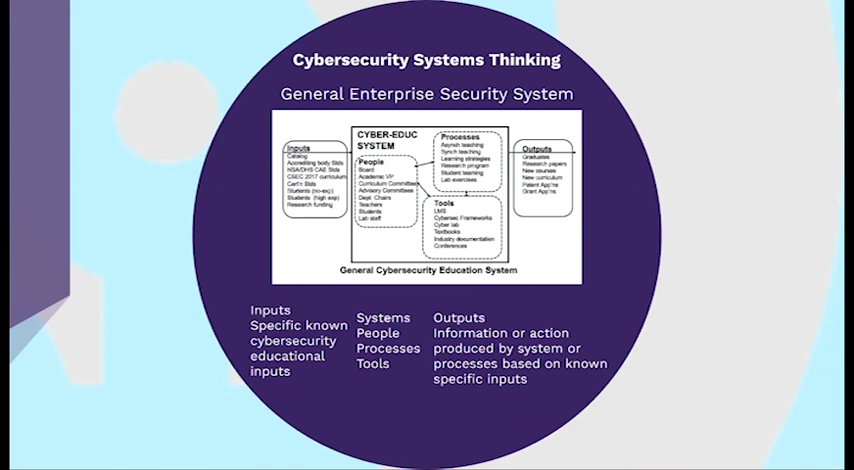 Cybersecurity Systems Thinking
General Enterprise Security System
Inputs
Catalog
Accrediting body Stds
NSA/DHS CAE Stds
CSEC 2017 curriculum
Cert'n Stds
Students (no-exp)
Students (high exp)
Research funding
CYBER-EDUC
SYSTEM
People
Board
Academic VP
Curriculum Committee
Advisory Committees
Dept Chairs
Teachers
Students
Lab staff
Processes
Asynch teaching
Synch teaching
Learning strategies
Research program
Student learning
Lab exercises
Tools
LMS
Cybersec Frameworks
Cyber lab
Textbooks
Industry documentation
Conferences
Outputs
Graduates
Research papers
New courses
New curriculum
Patent App'ns
Grant App'ns
General Cybersecurity Education System
Inputs
Specific known
cybersecurity
educational
inputs
Systems
People
Processes
Tools
Outputs
Information or action
produced by system or
processes based on known
specific inputs